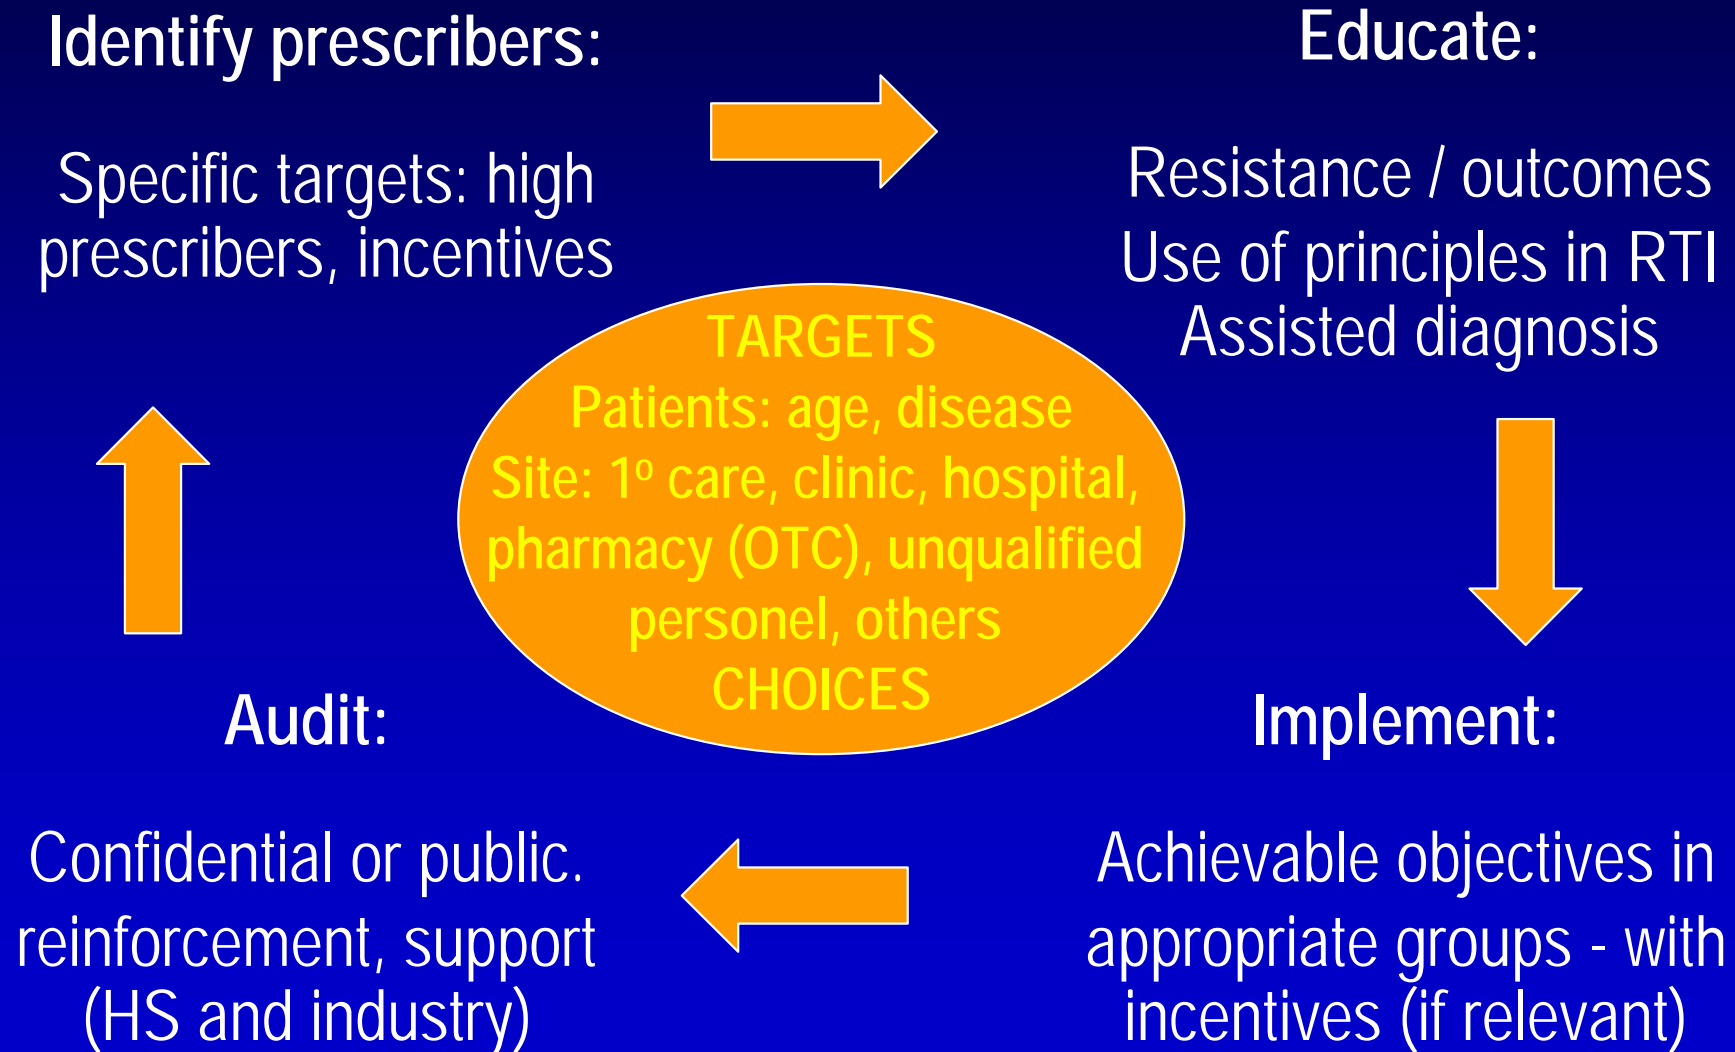 Identify prescribers:
Specific targets: high
prescribers, incentives
Educate:
Resistance / outcomes
Use of principles in RTI
Assisted diagnosis
TARGETS
Patients: age, disease
Site: 1º care, clinic, hospital,
pharmacy (OTC), unqualified
personel, others
CHOICES
Audit:
Confidential or public.
reinforcement, support
(HS and industry)
Implement:
Achievable objectives in
appropriate groups - with
incentives (if relevant)